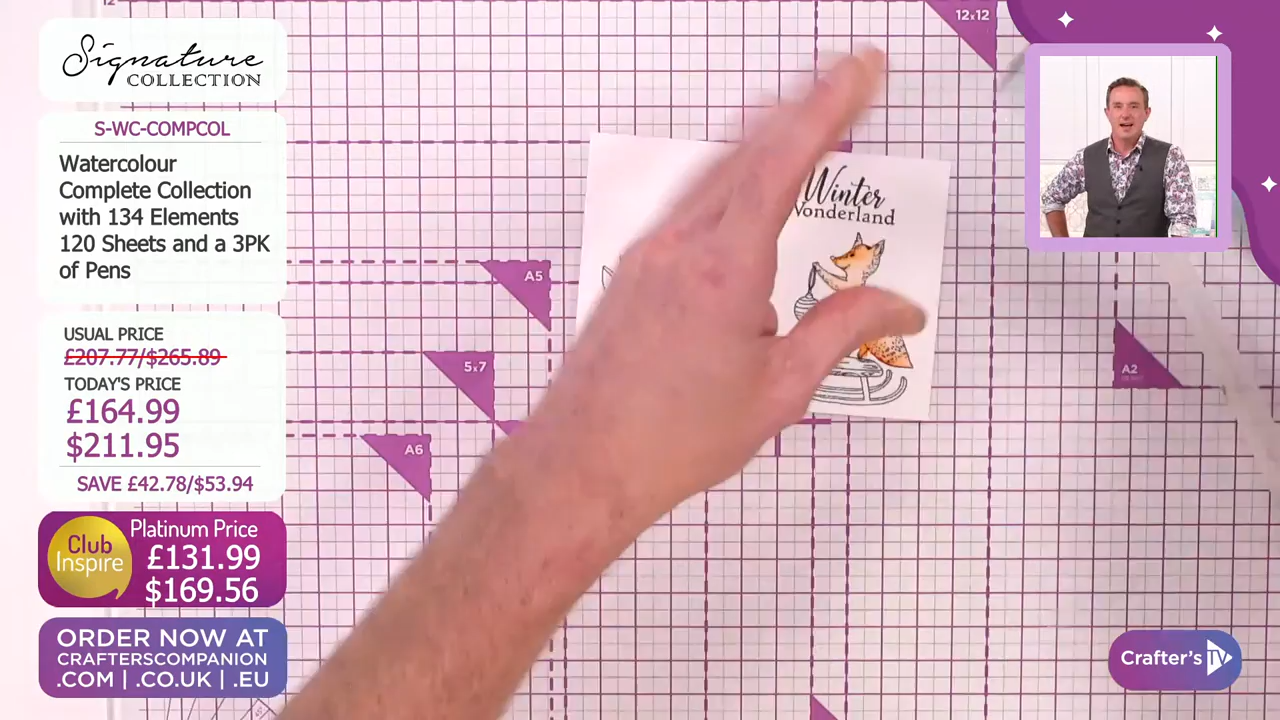 Signature
COLLECTION
S-WC-COMPCOL
Watercolour
Complete Collection
with 134 Elements
120 Sheets and a 3PK
of Pens
USUAL PRICE
£207.77/$265.89
TODAY'S PRICE
£164.99
$211.95
SAVE £42.78/$53.94
Club
Inspire
Platinum Price
£131.99
$169.56
ORDER NOW AT
CRAFTERSCOMPANION
.COM | .CO.UK | .EU
12
12x12
Winter
Wonderland
A5
5x7
A6
A2
Crafter's TV